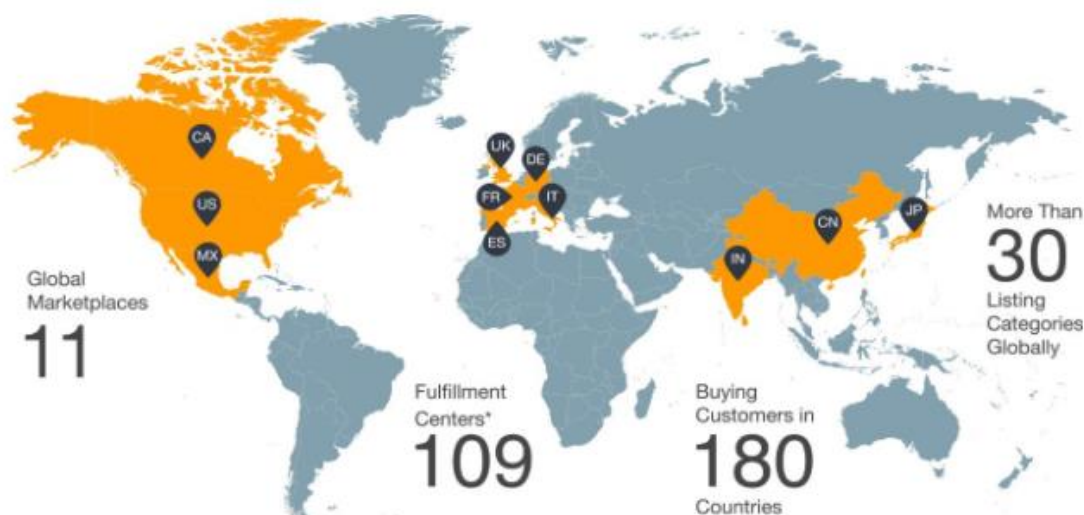 CA
US
MX
UK
DE
FR
IT
ES
CN
JP
IN
Global
Marketplaces
11
Fulfillment
Centers*
109
Buying
Customers in
180
Countries
More Than
30
Listing
Categories
Globally